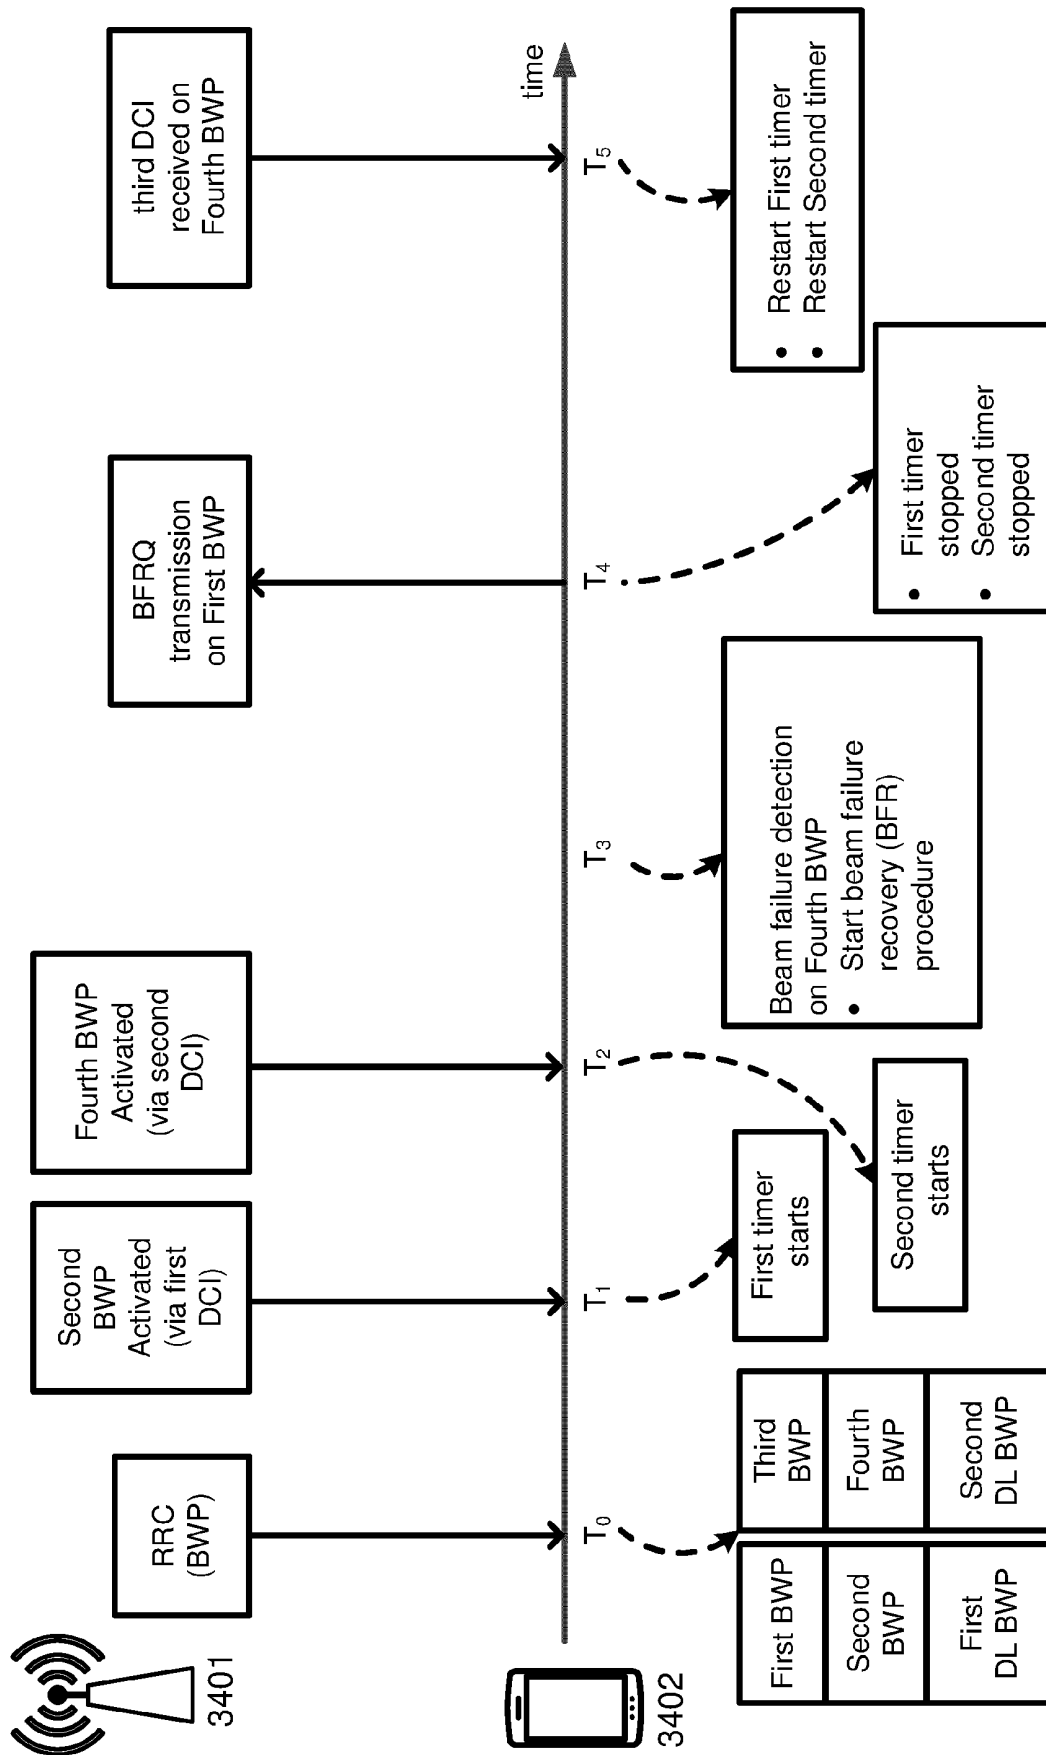 3401
RRC
(BWP)
Second
BWP
Activated
(via first
DCI)
Fourth BWP
Activated
(via second
DCI)
BFRQ
transmission
on First BWP
third DCI
received on
Fourth BWP
3402
time
T0
T1
T2
T3
T4
T5
First BWP
Second
BWP
First
DL BWP
Third
BWP
Fourth
BWP
Second
DL BWP
First timer
starts
Second timer
starts
Beam failure detection
on Fourth BWP
• Start beam failure
recovery (BFR)
procedure
• First timer
stopped
• Second timer
stopped
• Restart First timer
• Restart Second timer